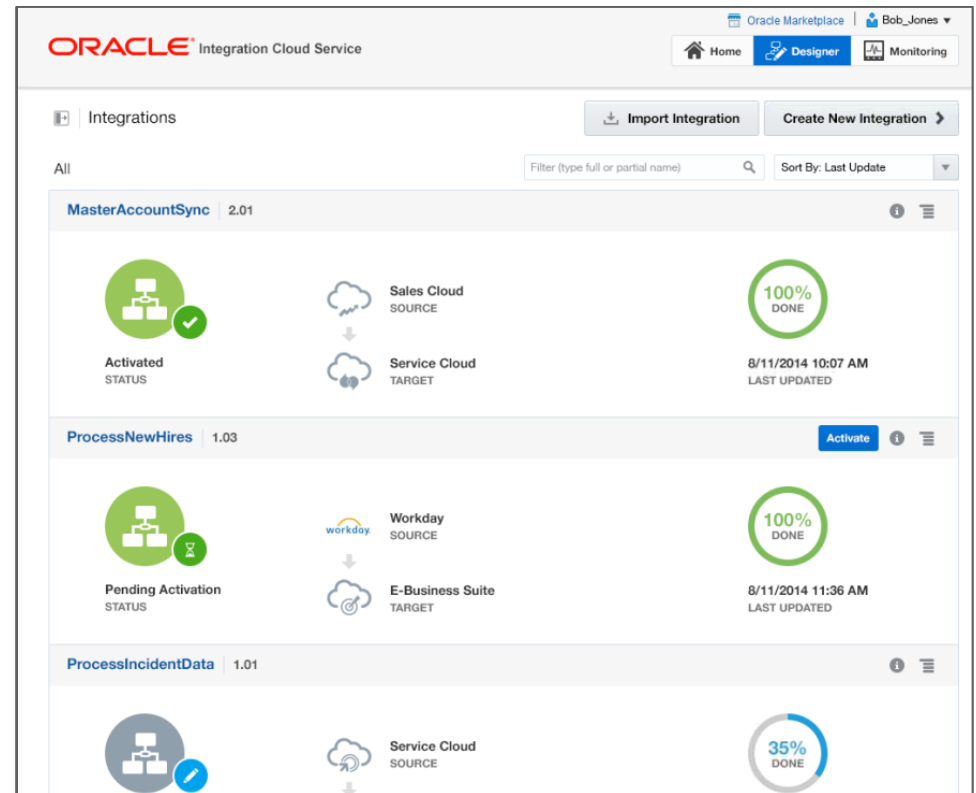 Oracle Marketplace Bob_Jones
ORACLE Integration Cloud Service
Home Designer Monitoring
Integrations
Import Integration Create New Integration
All
Filter (type full or partial name) Sort By: Last Update
MasterAccountSync 2.01
Sales Cloud
SOURCE
100%
DONE
Activated
STATUS
Service Cloud
TARGET
8/11/2014 10:07 AM
LAST UPDATED
ProcessNewHires 1.03
Activate
workday.
Workday
SOURCE
100%
DONE
Pending Activation
STATUS
E-Business Suite
TARGET
8/11/2014 11:36 AM
LAST UPDATED
ProcessIncidentData 1.01
Service Cloud
SOURCE
35%
DONE